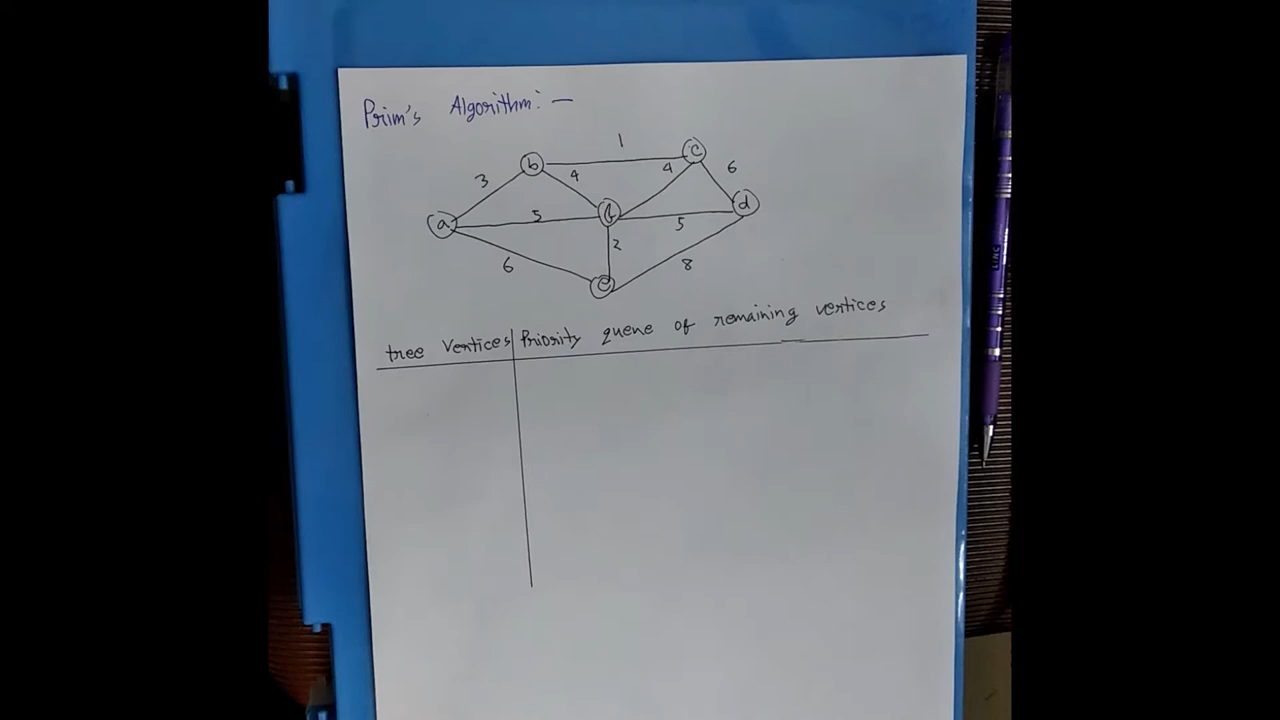 Prim's Algorithm: —
1
b
c
3
4
4
6
a
5
f
5
d
2
6
e
8
tree Vertices Priority queue of remaining vertices
LINC